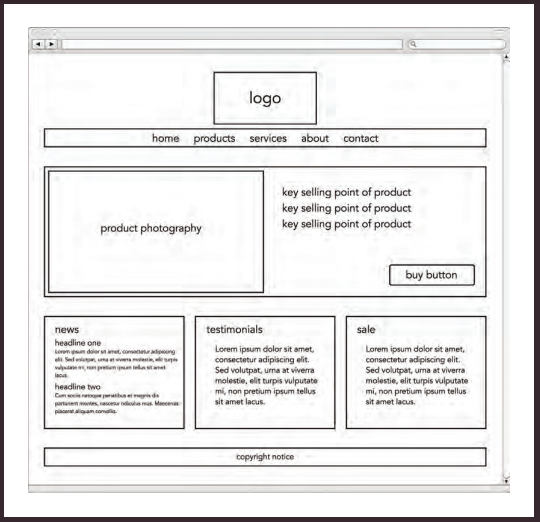 logo
home products services about contact
product photography
key selling point of product
key selling point of product
key selling point of product
buy button
news
headline one
Lorem ipsum dolor sit amet, consectetur adipiscing
elit. Sed volutpat, urna at viverra molestie, elit turpis
vulputate mi, non pretium ipsum tellus sit amet
lacus.
headline two
Cum sociis natoque penatibus et magnis dis
parturient montes, nascetur ridiculus mus. Maecenas
placerat aliquam convallis.
testimonials
Lorem ipsum dolor sit amet,
consectetur adipiscing elit.
Sed volutpat, urna at viverra
molestie, elit turpis vulputate
mi, non pretium ipsum tellus
sit amet lacus.
sale
Lorem ipsum dolor sit amet,
consectetur adipiscing elit.
Sed volutpat, urna at viverra
molestie, elit turpis vulputate
mi, non pretium ipsum tellus
sit amet lacus.
copyright notice